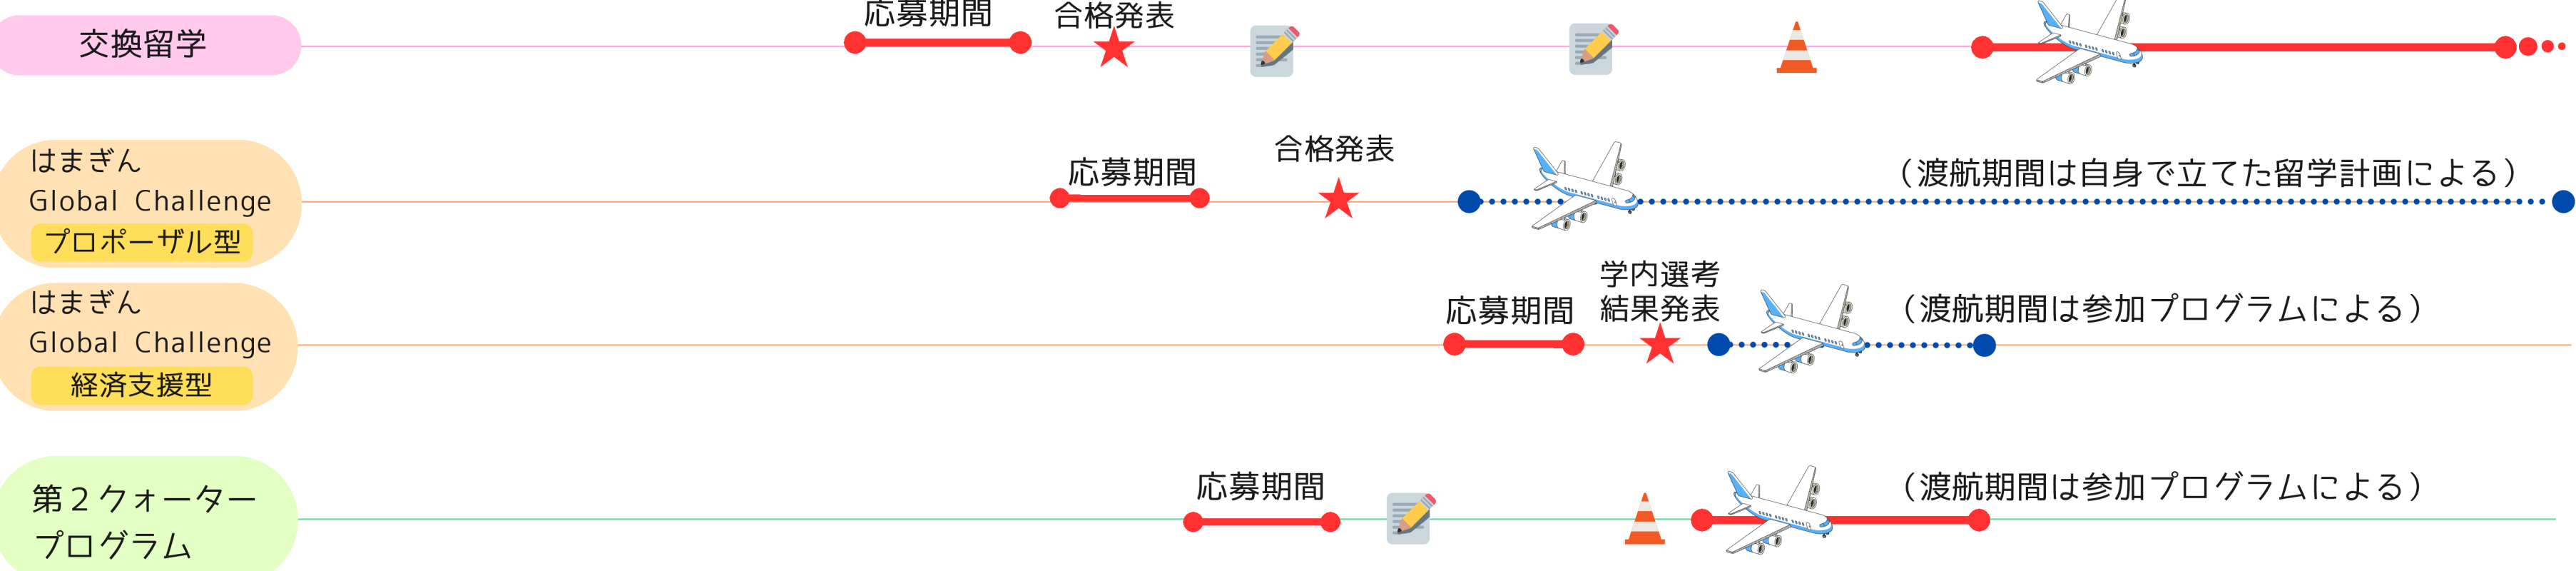 応募期間
合格発表
交換留学
はまぎん
Global Challenge
プロポーザル型
応募期間
合格発表
（渡航期間は自身で立てた留学計画による）
はまぎん
Global Challenge
経済支援型
応募期間
学内選考
結果発表
（渡航期間は参加プログラムによる）
第２クォーター
プログラム
応募期間
（渡航期間は参加プログラムによる）